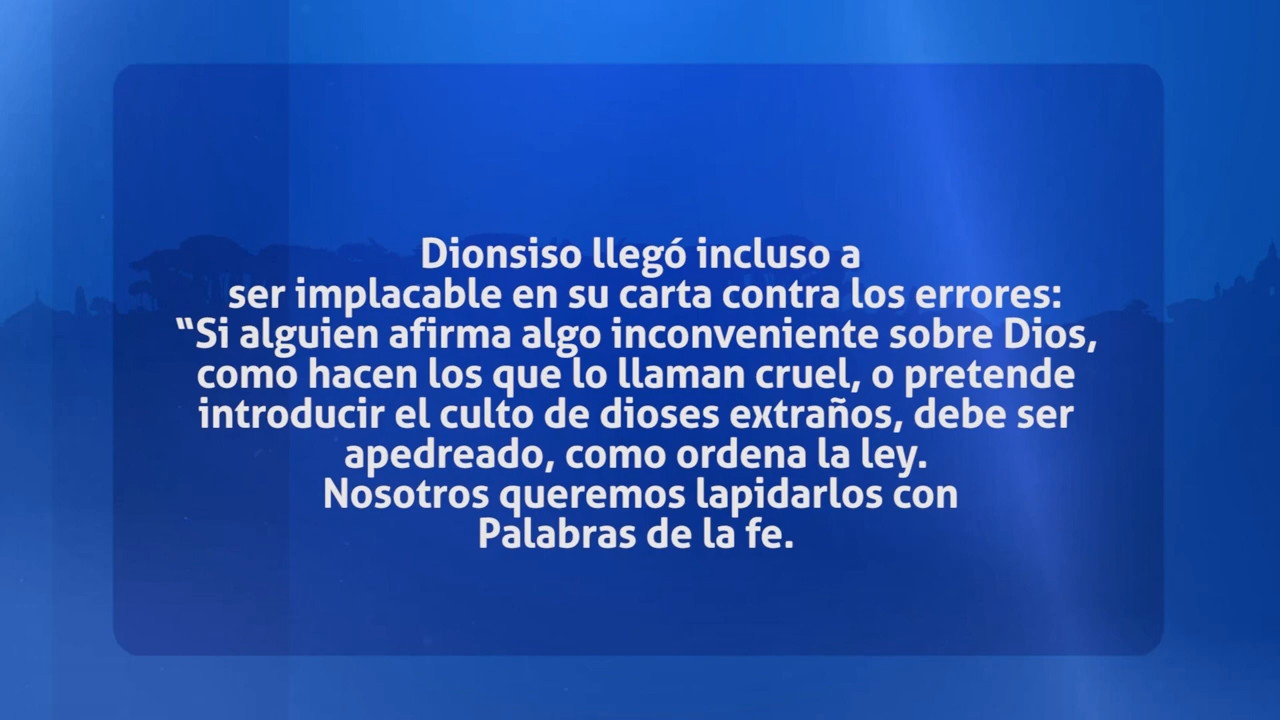 Dionsiso llegó incluso a
ser implacable en su carta contra los errores:
“Si alguien afirma algo inconveniente sobre Dios,
como hacen los que lo llaman cruel, o pretende
introducir el culto de dioses extraños, debe ser
apedreado, como ordena la ley.
Nosotros queremos lapidarlos con
Palabras de la fe.